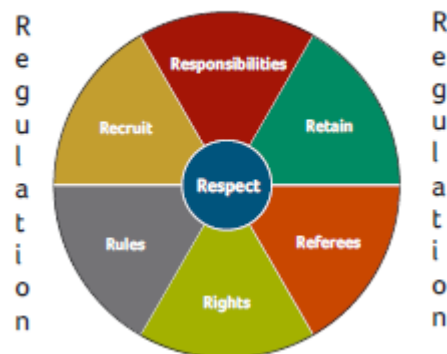 Regulation
Responsibilities
Recruit
Retain
Respect
Rules
Referees
Rights
Regulation